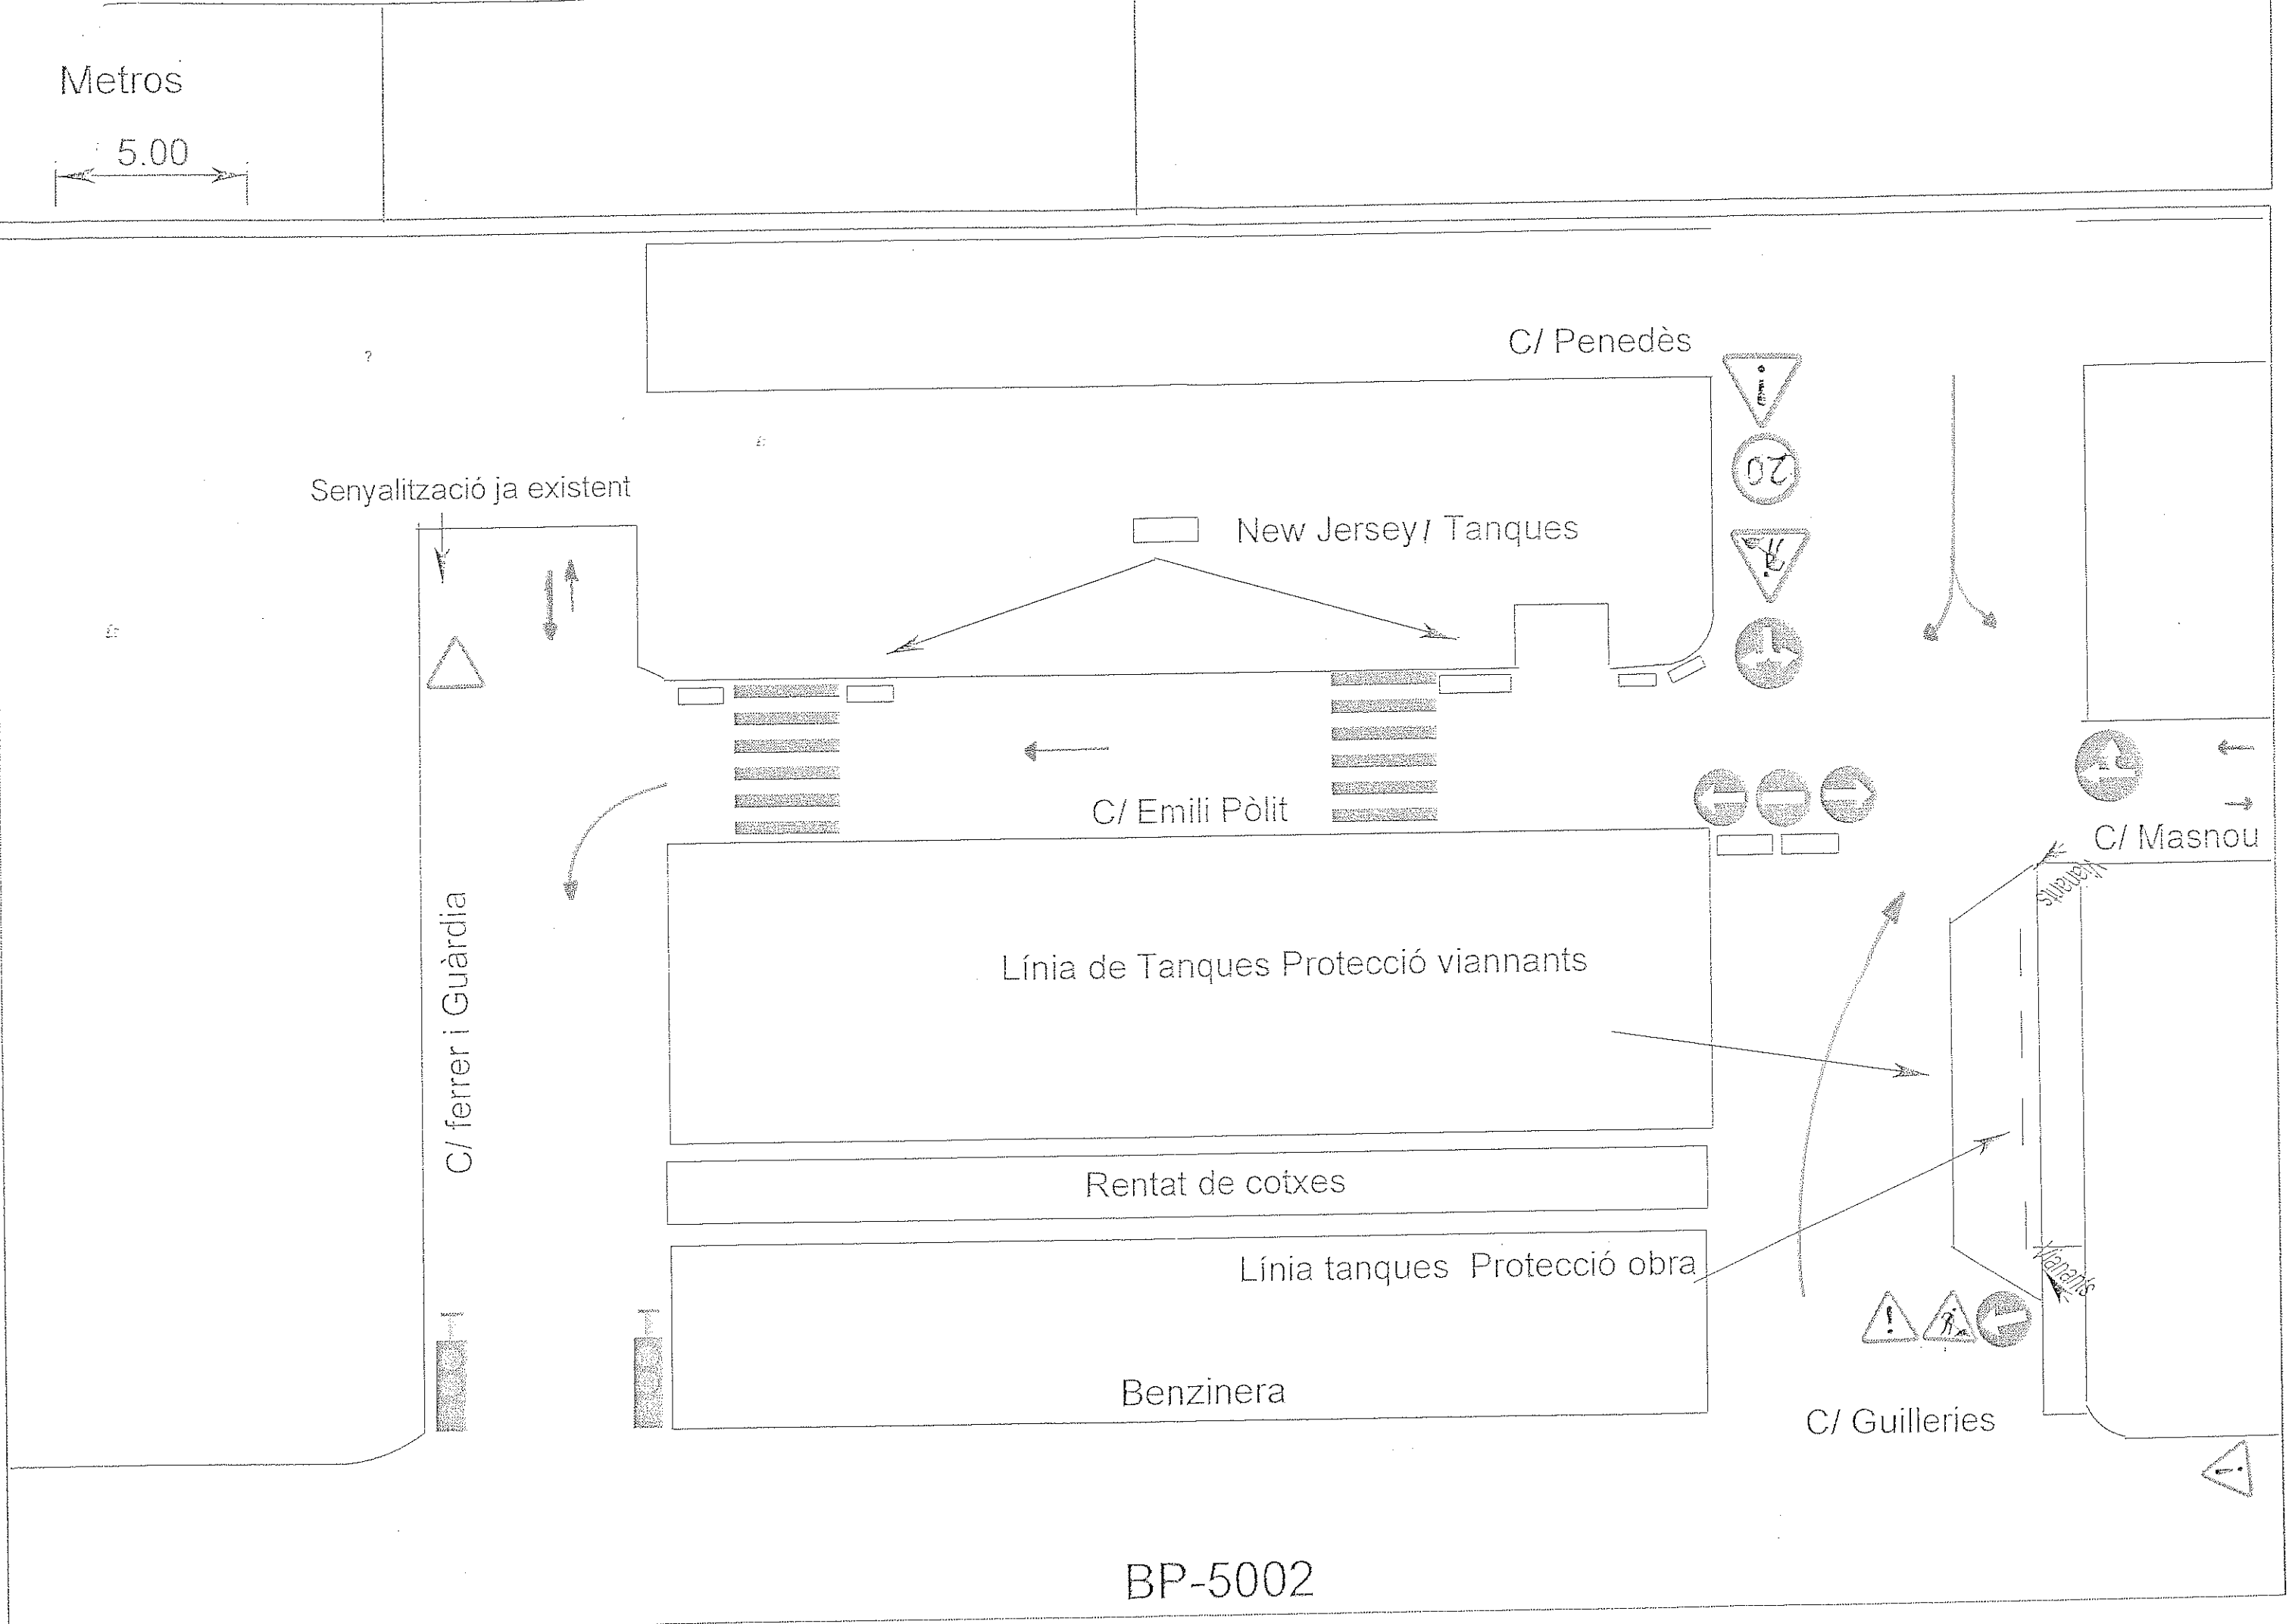 Metros
5.00
C/ Penedès
?
20
Senyalització ja existent
New Jersey/ Tanques
C/ Emili Pòlit
C/ Masnou
Vianants
C/ ferrer i Guàrdia
Línia de Tanques Protecció viannants
Rentat de cotxes
Línia tanques Protecció obra
Vianants
Benzinera
C/ Guilleries
BP-5002